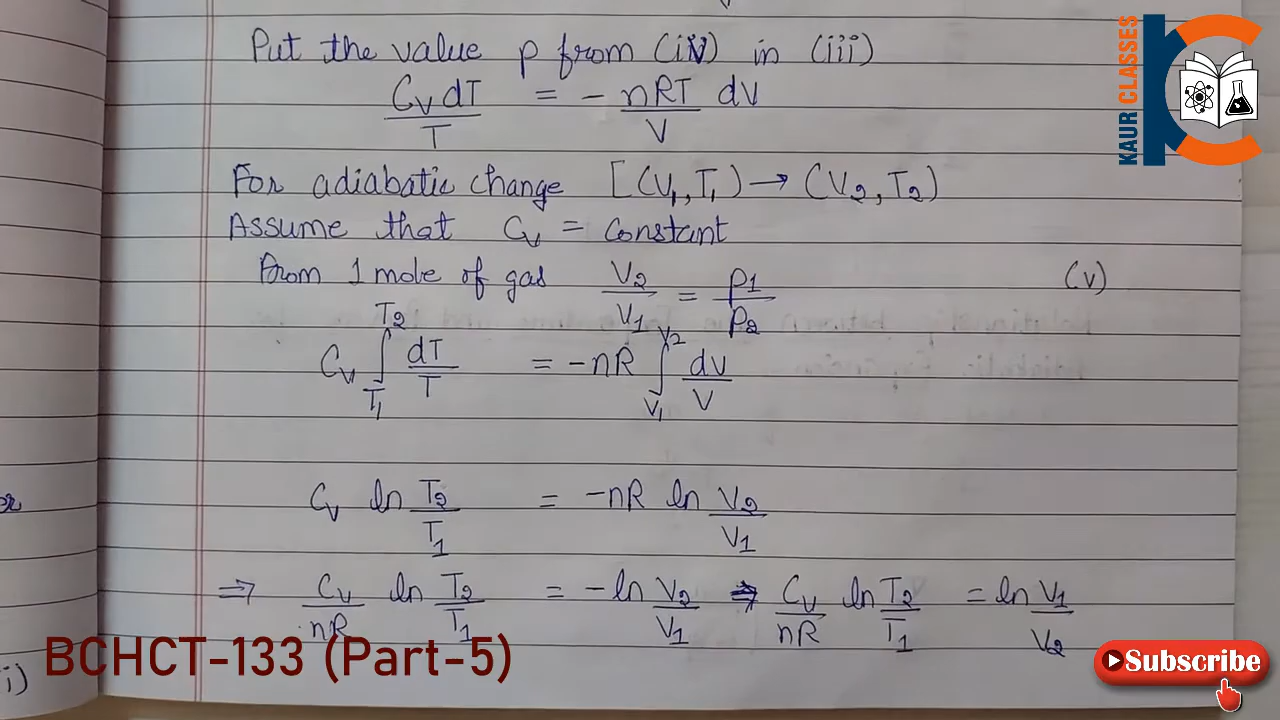 Put the value p from (iv) in (iii)
CV dT / T = - nRT / V dV
For adiabatic change [(V1, T1) → (V2, T2)
Assume that CV = constant
From 1 mole of gas V2/V1 = P1/P2 (v)
CV ∫T1T2 dT/T = -nR ∫V1V2 dV/V
CV ln T2/T1 = -nR ln V2/V1
⇒ CV/nR ln T2/T1 = -ln V2/V1 ⇒ CV/nR ln T2/T1 = ln V1/V2
BCHCT-133 (Part-5)
KAUR CLASSES
Subscribe
i)